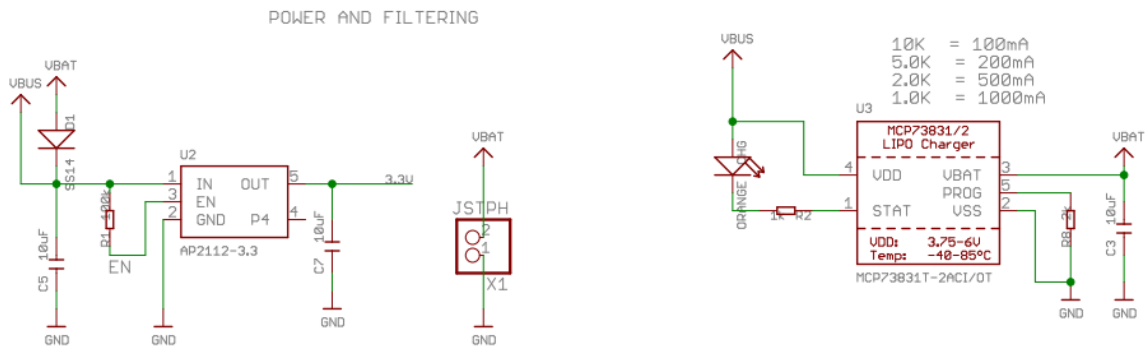 POWER AND FILTERING
VBUS
VBAT
D1
SS14
U2
1 IN OUT 5
3 EN
2 GND P4 4
AP2112-3.3
3.3V
R1 100k
EN
C5 10uF
C7 10uF
GND
GND
GND
VBAT
JSTPH
2
1
X1
GND
VBUS
10K = 100mA
5.0K = 200mA
2.0K = 500mA
1.0K = 1000mA
U3
MCP73831/2
LIPO Charger
4 VDD VBAT 3
PROG 5
1 STAT VSS 2
VDD: 3.75-6V
Temp: -40-85°C
MCP73831T-2ACI/OT
ORANGE CHG
1k R2
VBAT
R8 2k
C3 10uF
GND
GND